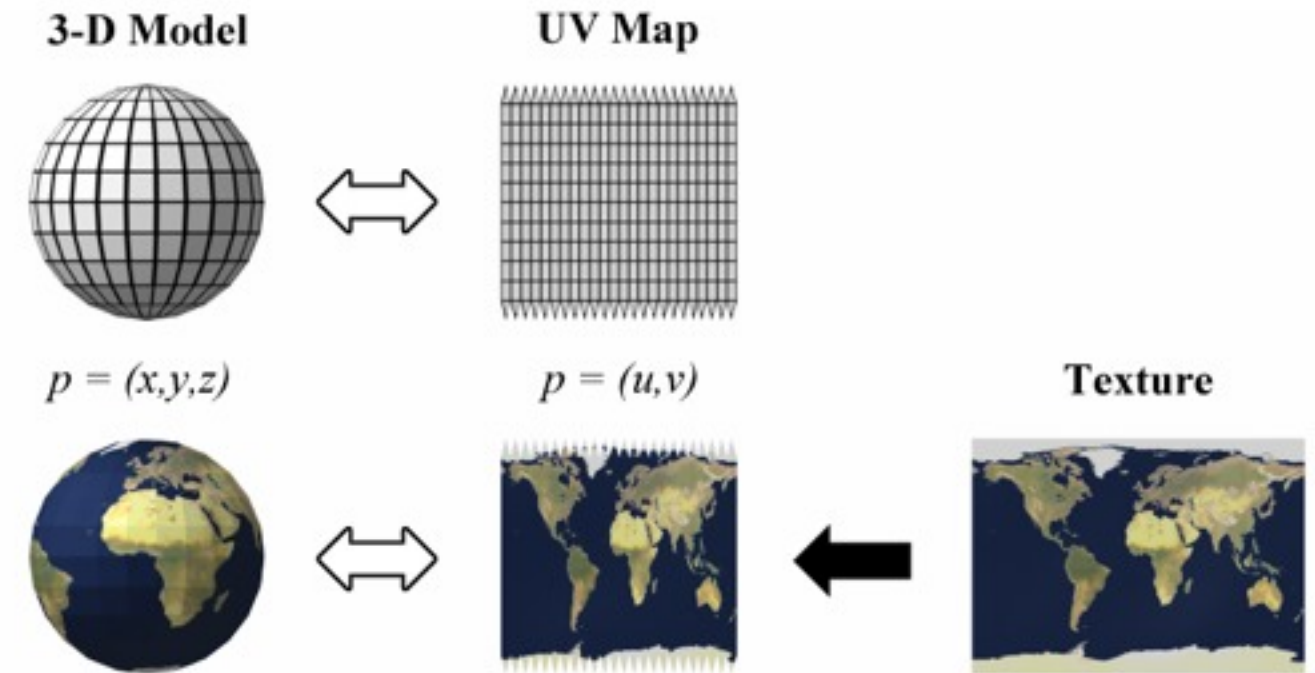 3-D Model
UV Map
p = (x,y,z)
p = (u,v)
Texture